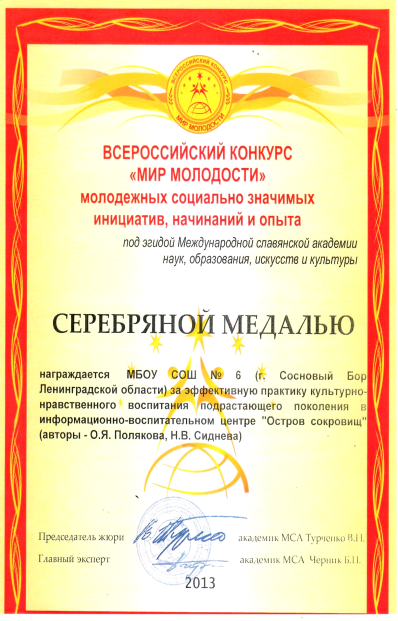 ВСЕРОССИЙСКИЙ КОНКУРС
МИР МОЛОДОСТИ
ВСЕРОССИЙСКИЙ КОНКУРС
«МИР МОЛОДОСТИ»
молодежных социально значимых
инициатив, начинаний и опыта
под эгидой Международной славянской академии
наук, образования, искусств и культуры
СЕРЕБРЯНОЙ МЕДАЛЬЮ
награждается МБОУ СОШ № 6 (г. Сосновый Бор
Ленинградской области) за эффективную практику культурно-
нравственного воспитания подрастающего поколения в
информационно-воспитательном центре "Остров сокровищ"
(авторы - О.Я. Полякова, Н.В. Сиднева)
Председатель жюри академик МСА Турченко В.Н.
Главный эксперт академик МСА Черник Б.П.
2013